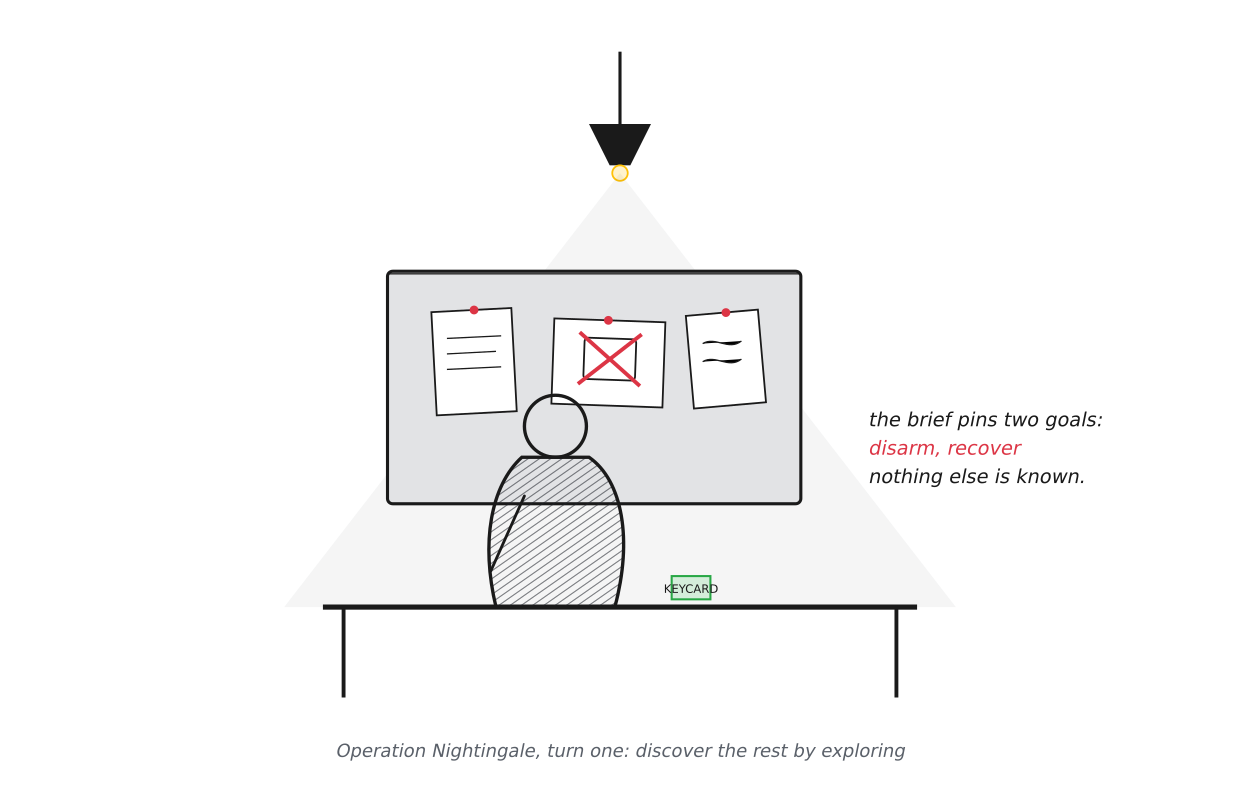 the brief pins two goals:
disarm, recover
nothing else is known.
KEYCARD
Operation Nightingale, turn one: discover the rest by exploring